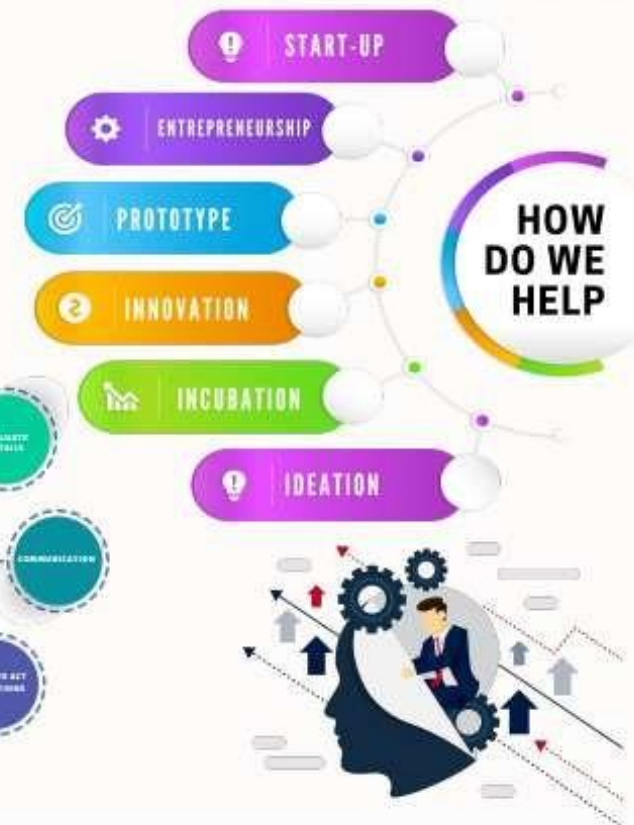 START-UP
ENTREPRENEURSHIP
PROTOTYPE
INNOVATION
INCUBATION
IDEATION
HOW
DO WE
HELP
COMMUNICATION